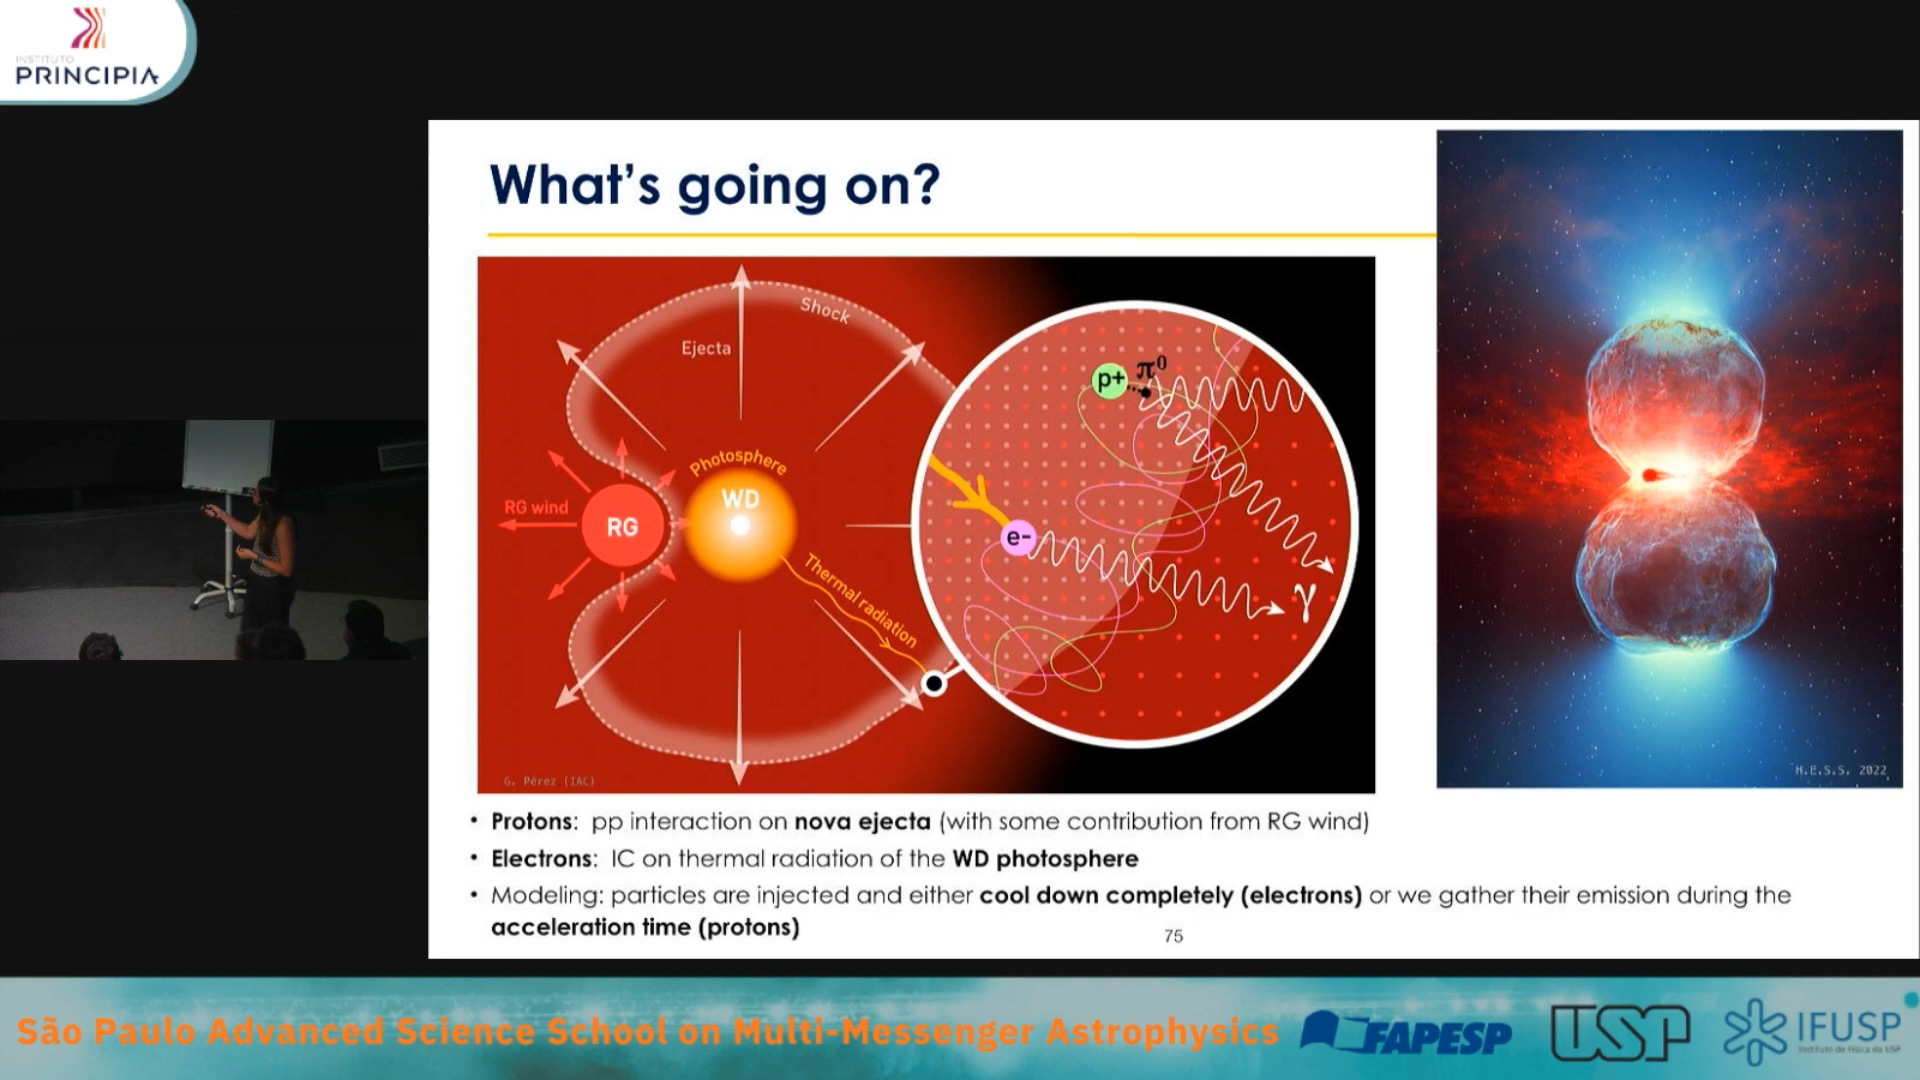 INSTITUTO
PRINCIPIA
What's going on?
Shock
Ejecta
Photosphere
WD
RG wind
RG
Thermal radiation
p+
π⁰
e-
γ
G. Pérez (IAC)
H.E.S.S. 2022
• Protons: pp interaction on nova ejecta (with some contribution from RG wind)
• Electrons: IC on thermal radiation of the WD photosphere
• Modeling: particles are injected and either cool down completely (electrons) or we gather their emission during the
acceleration time (protons)
75
São Paulo Advanced Science School on Multi-Messenger Astrophysics
FAPESP
USP
IFUSP
Instituto de Física da USP